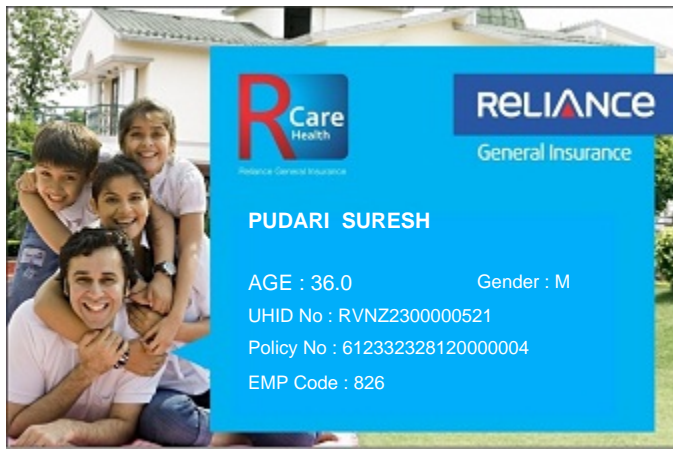 R Care
Health
Reliance General Insurance
RELIANCE
General Insurance
PUDARI SURESH
AGE : 36.0 Gender : M
UHID No : RVNZ2300000521
Policy No : 612332328120000004
EMP Code : 826